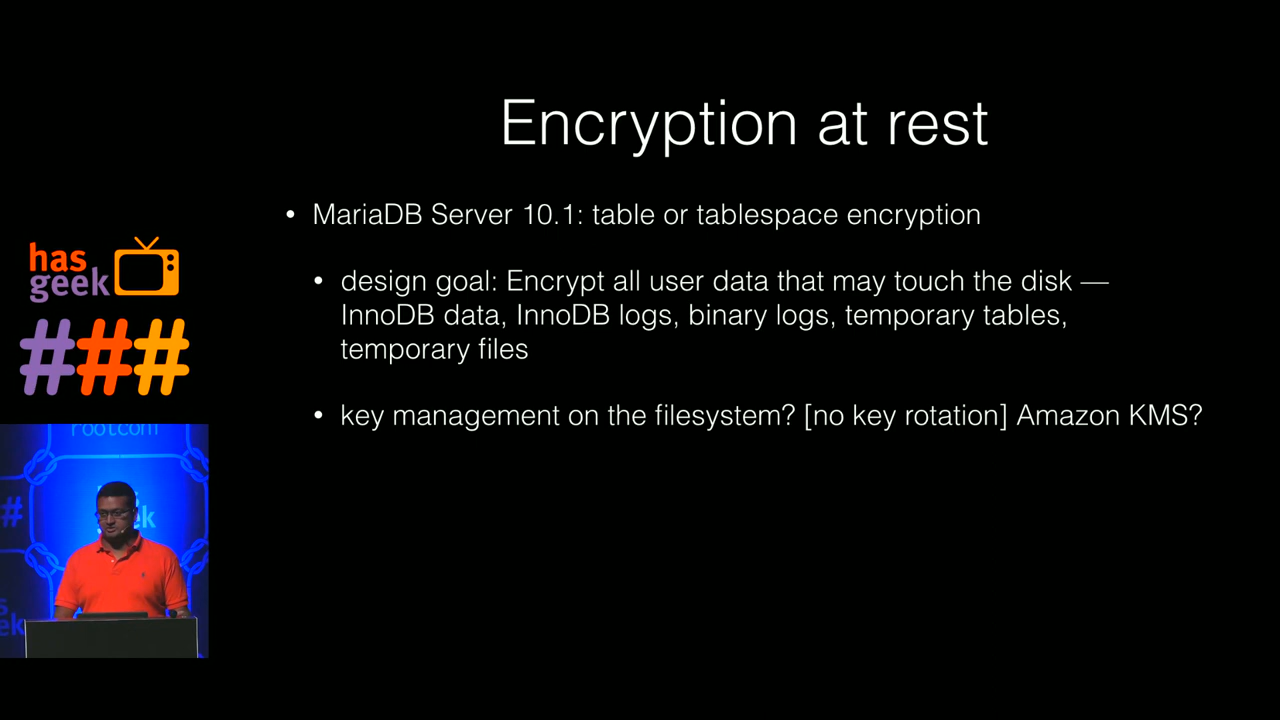 Encryption at rest
• MariaDB Server 10.1: table or tablespace encryption
• design goal: Encrypt all user data that may touch the disk —
InnoDB data, InnoDB logs, binary logs, temporary tables,
temporary files
• key management on the filesystem? [no key rotation] Amazon KMS?
has
geek
###
rootconf
#